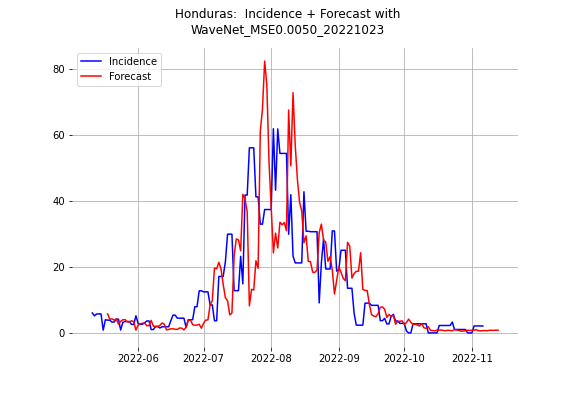 Honduras:  Incidence + Forecast with
WaveNet_MSE0.0050_20221023
Incidence
Forecast
80
60
40
20
0
2022-06 2022-07 2022-08 2022-09 2022-10 2022-11